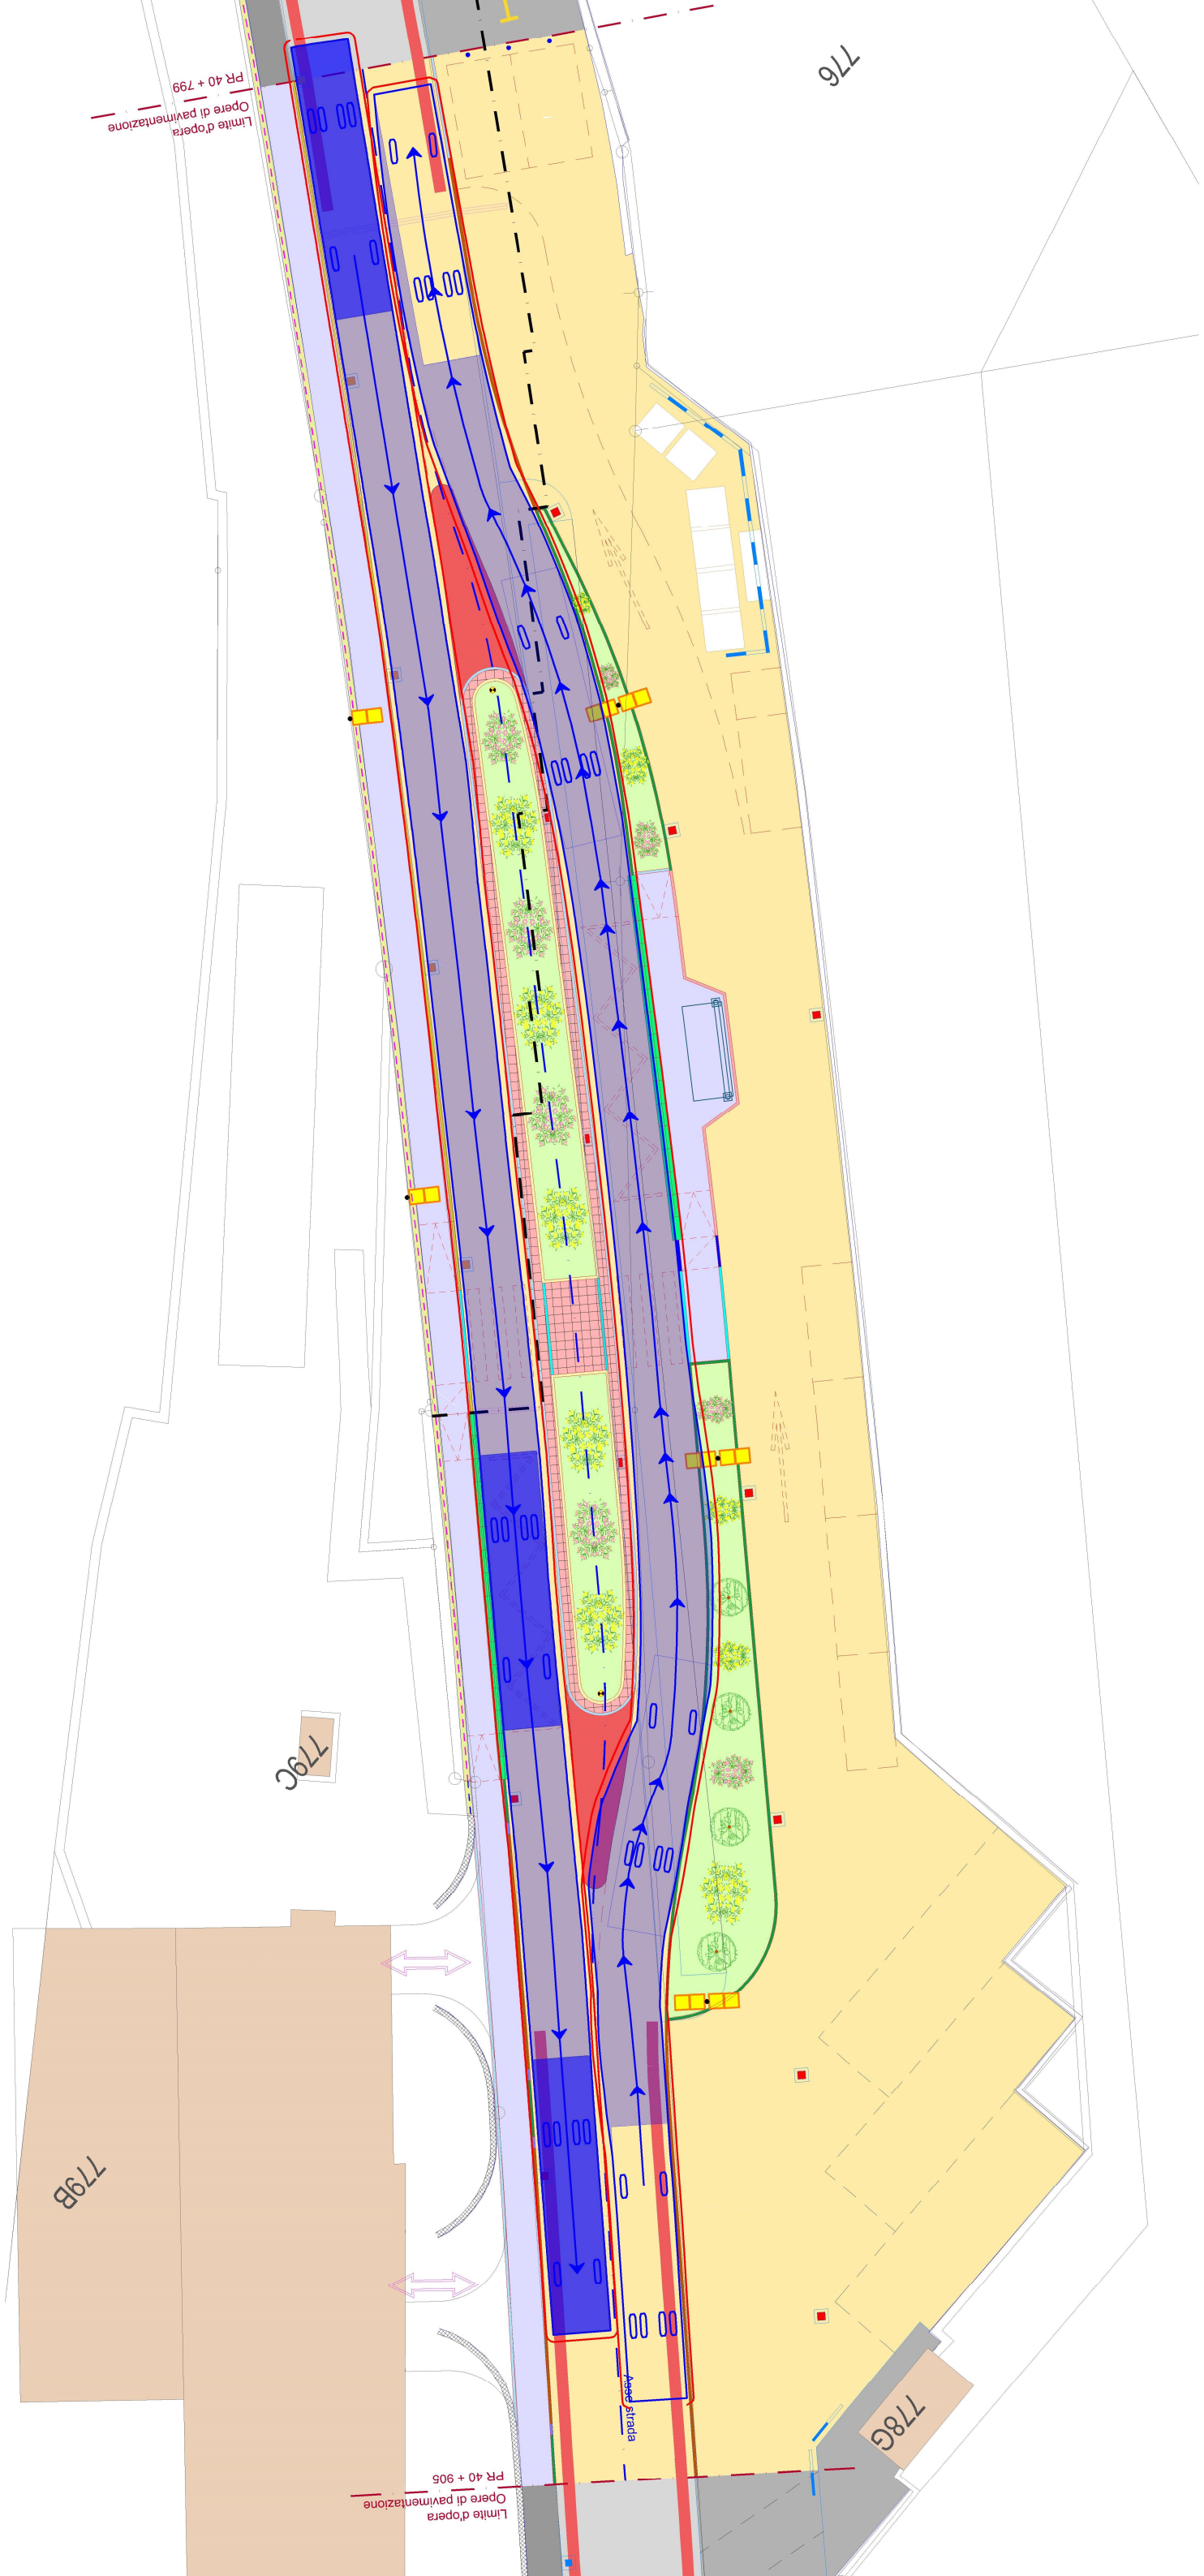 776
PR 40 + 799
Opere di pavimentazione
Limite d'opera
779C
779B
778G
Asse strada
PR 40 + 905
Opere di pavimentazione
Limite d'opera